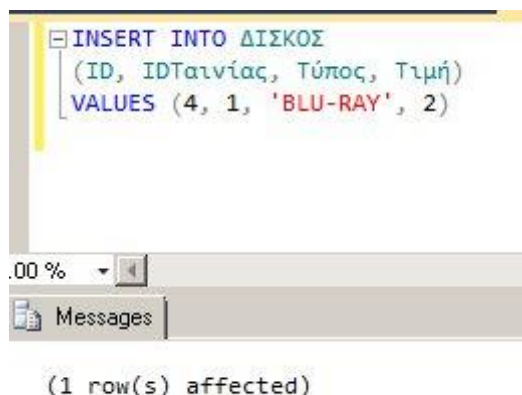 INSERT INTO ΔΙΣΚΟΣ
(ID, IDΤαινίας, Τύπος, Τιμή)
VALUES (4, 1, 'BLU-RAY', 2)
.00 %
Messages
(1 row(s) affected)